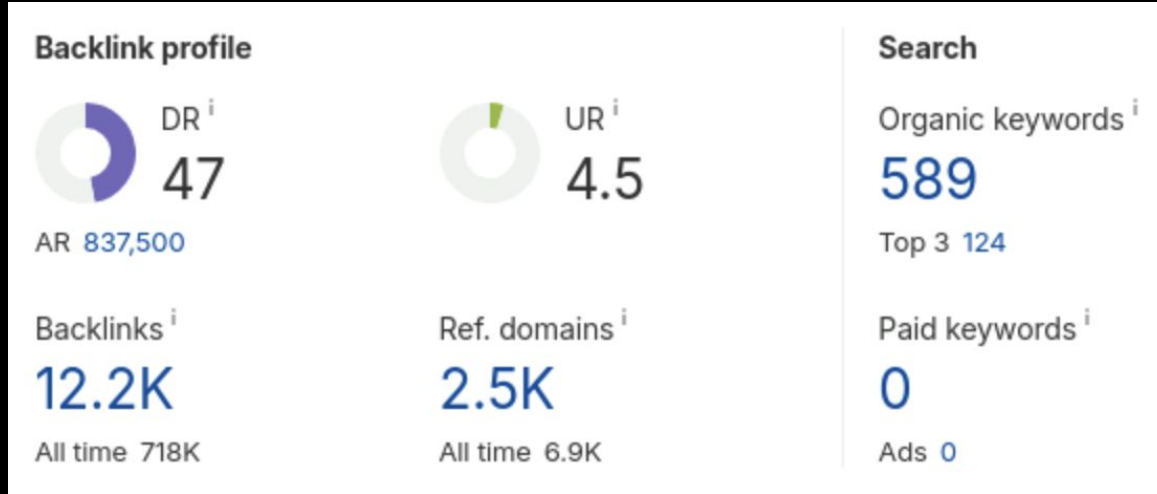 Backlink profile
DR i
47
AR 837,500
UR i
4.5
Backlinks i
12.2K
All time 718K
Ref. domains i
2.5K
All time 6.9K
Search
Organic keywords i
589
Top 3 124
Paid keywords i
0
Ads 0